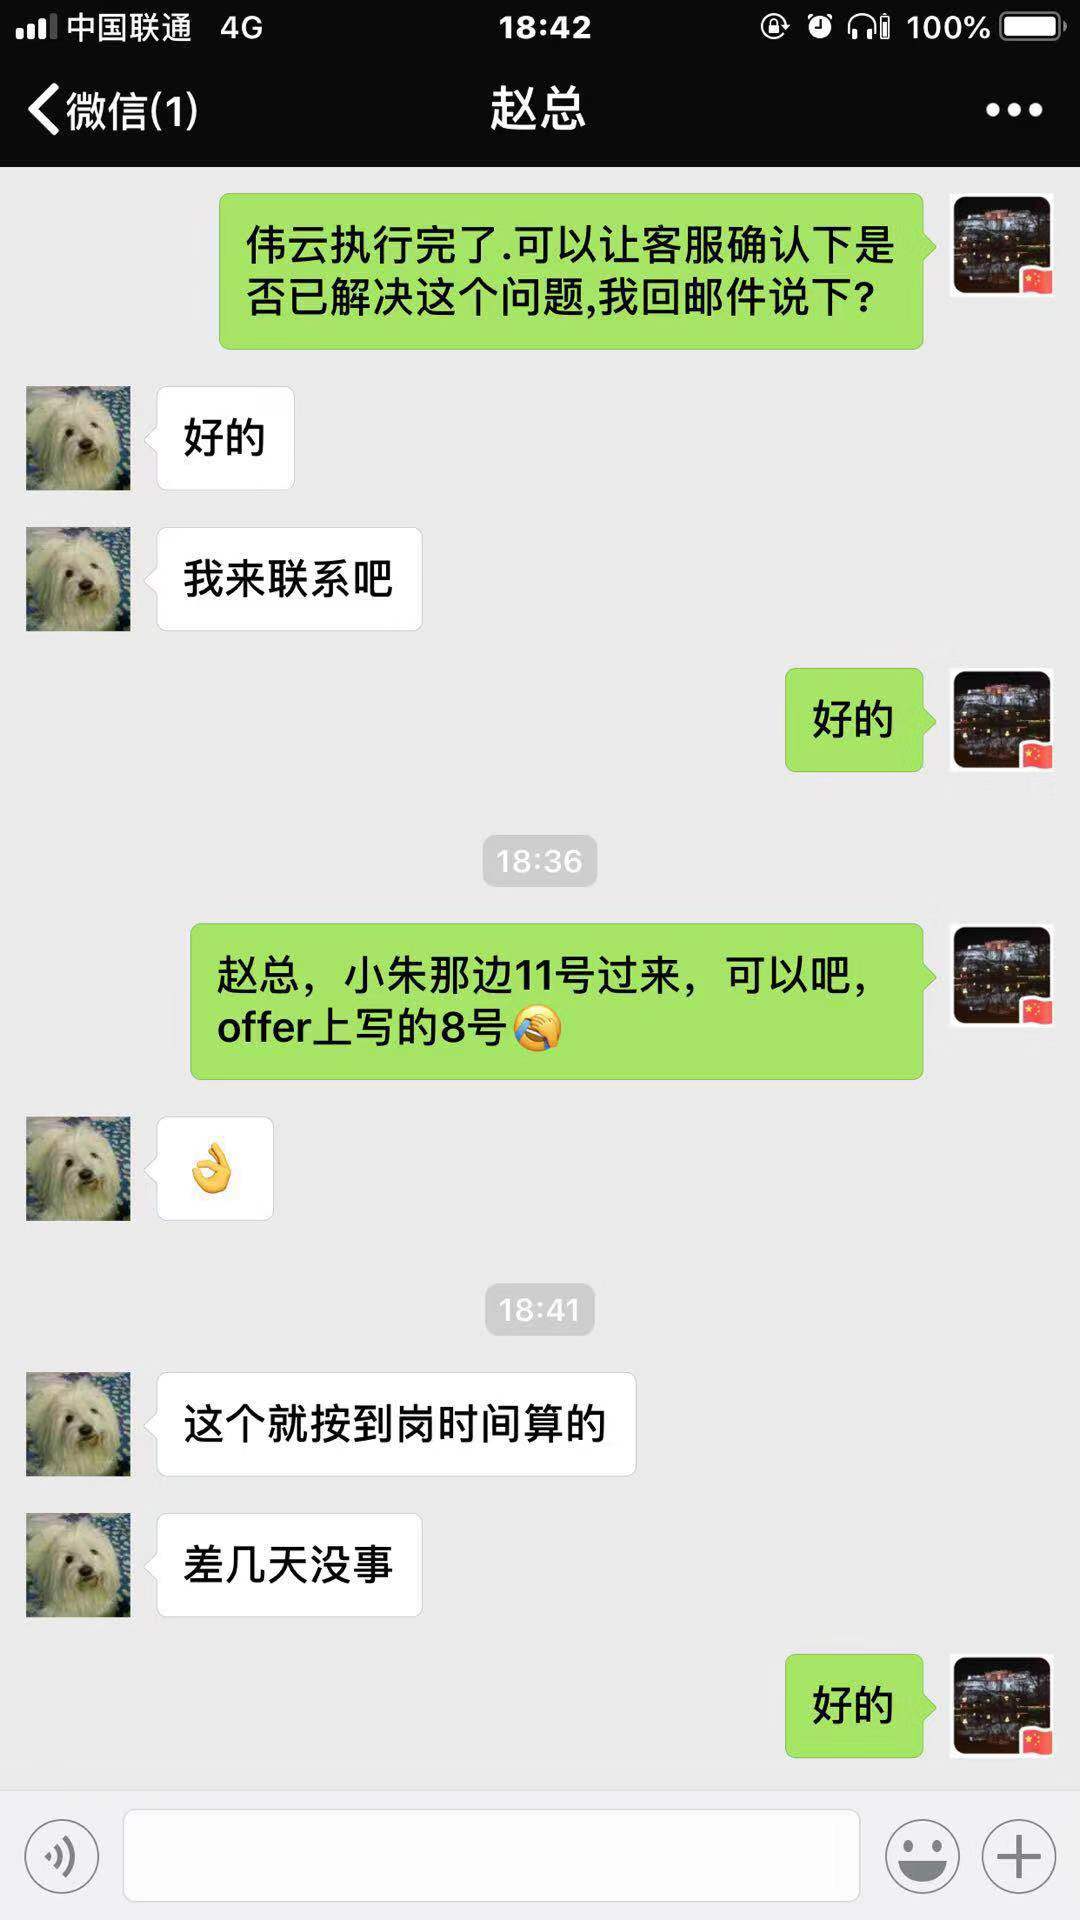 中国联通 4G 18:42 100%
微信(1) 赵总
伟云执行完了.可以让客服确认下是
否已解决这个问题,我回邮件说下?
好的
我来联系吧
好的
18:36
赵总，小朱那边11号过来，可以吧，
offer上写的8号🤦
👌
18:41
这个就按到岗时间算的
差几天没事
好的